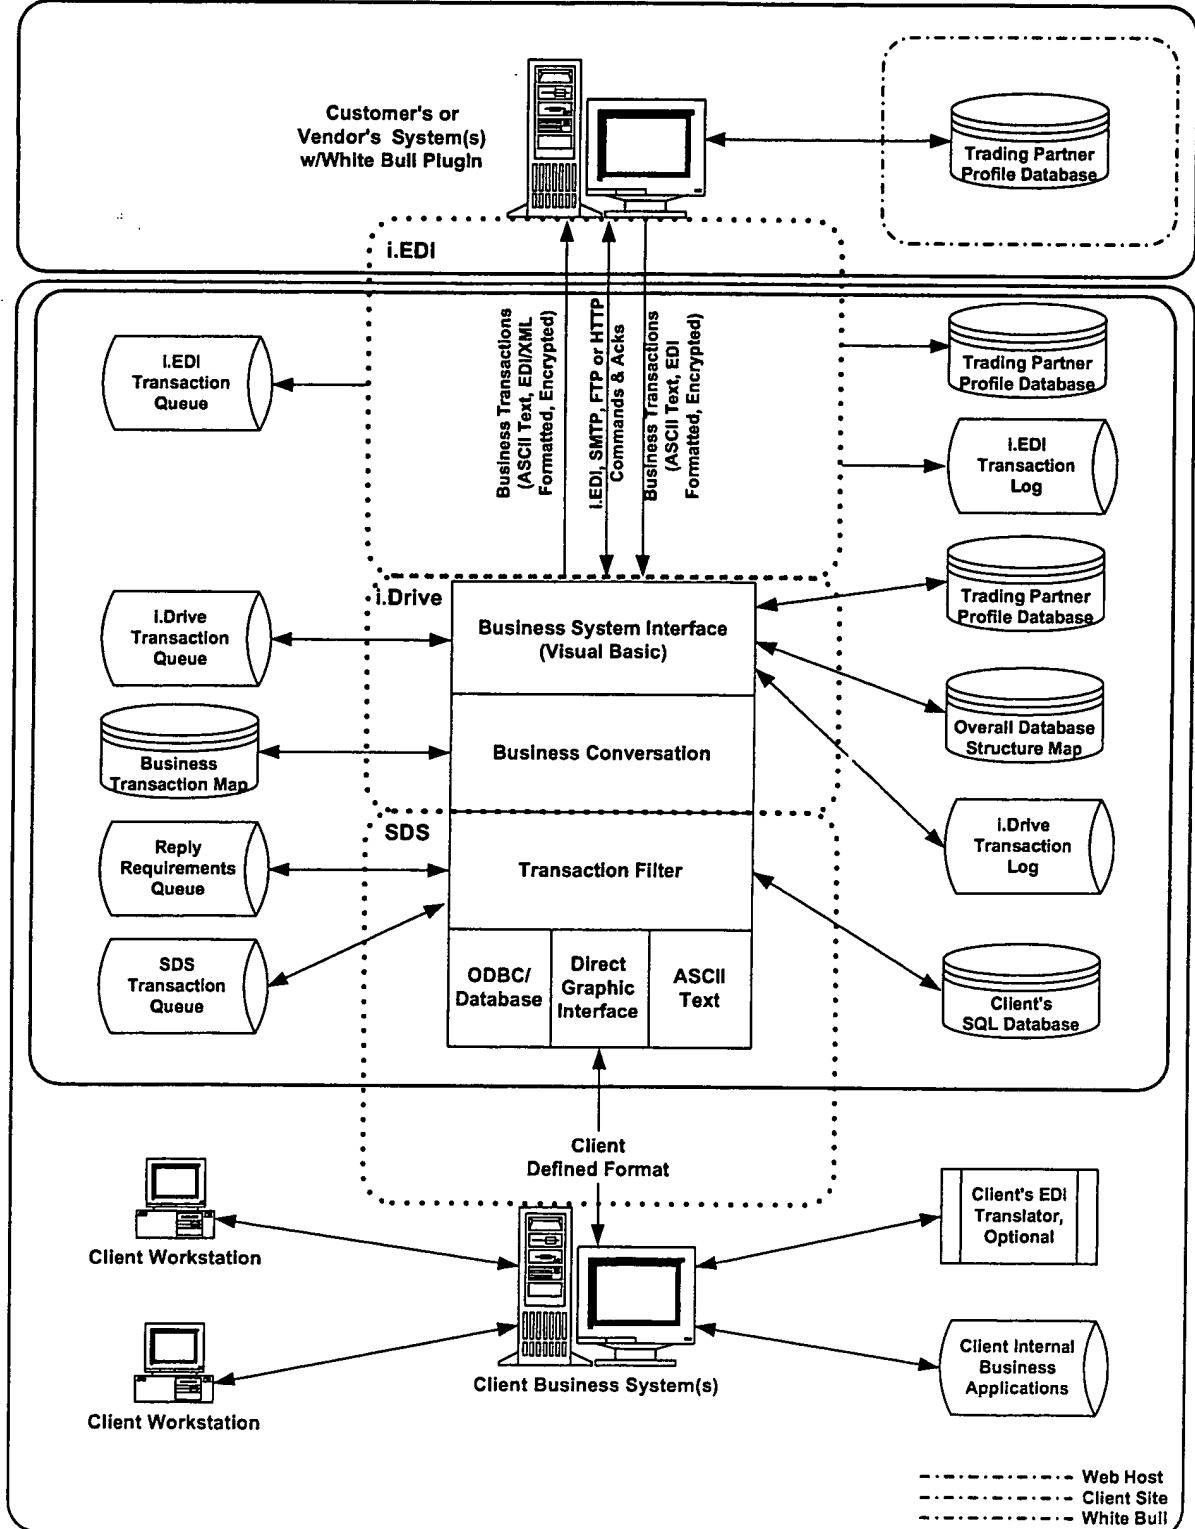 Customer's or
Vendor's System(s)
w/White Bull Plugin
Trading Partner
Profile Database
i.EDI
Business Transactions
(ASCII Text, EDI/XML
Formatted, Encrypted)
i.EDI, SMTP, FTP or HTTP
Commands & Acks
Business Transactions
(ASCII Text, EDI
Formatted, Encrypted)
i.EDI
Transaction
Queue
Trading Partner
Profile Database
i.EDI
Transaction
Log
i.Drive
Business System Interface
(Visual Basic)
i.Drive
Transaction
Queue
Trading Partner
Profile Database
Business Conversation
Business
Transaction Map
Overall Database
Structure Map
SDS
Transaction Filter
Reply
Requirements
Queue
i.Drive
Transaction
Log
SDS
Transaction
Queue
ODBC/
Database
Direct
Graphic
Interface
ASCII
Text
Client's
SQL Database
Client
Defined Format
Client Workstation
Client's EDI
Translator,
Optional
Client Workstation
Client Business System(s)
Client Internal
Business
Applications
Web Host
Client Site
White Bull